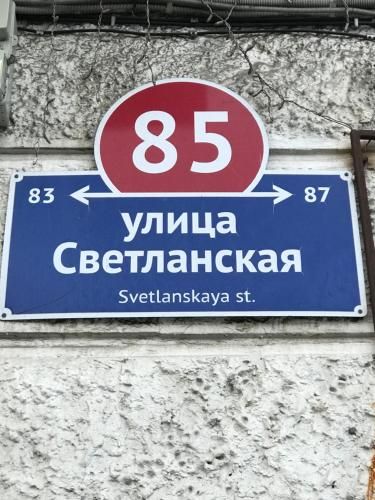 85
83 87
улица
Светланская
Svetlanskaya st.